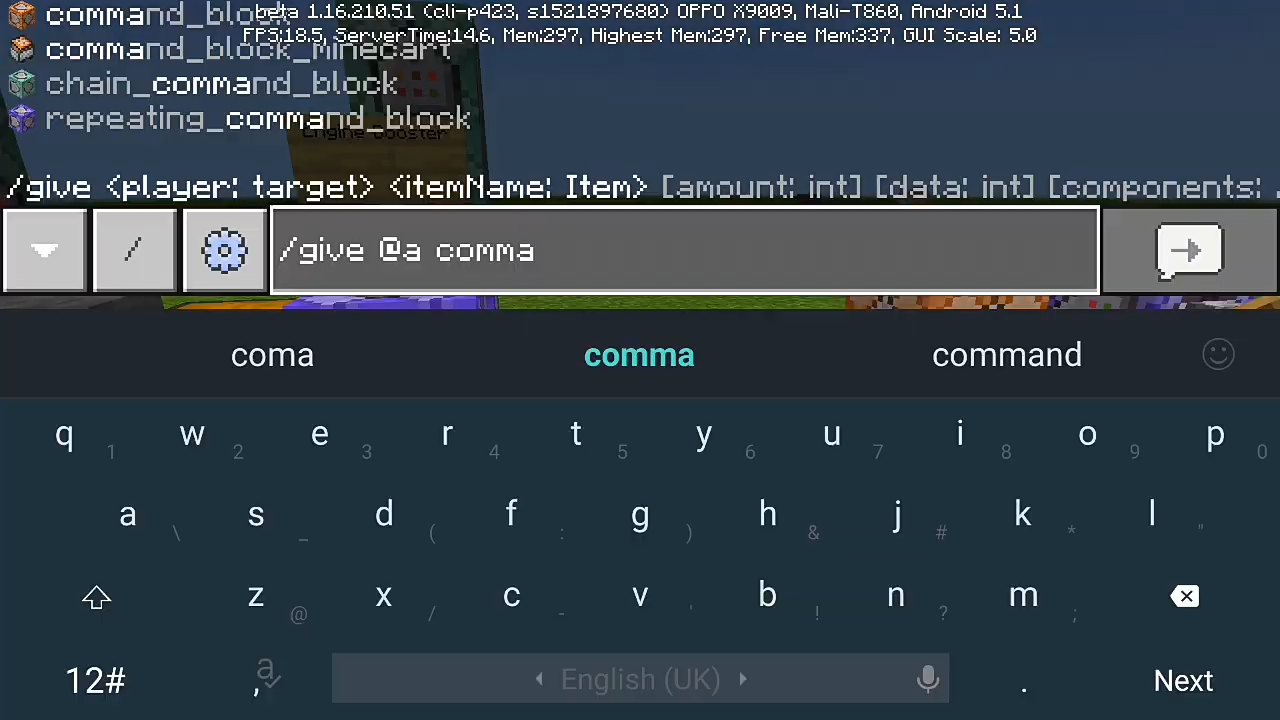 command_block
beta 1.16.210.51 (cli-p423, s1521897680) OPPO X9009, Mali-T860, Android 5.1
FPS:18.5, ServerTime:14.6, Mem:297, Highest Mem:297, Free Mem:337, GUI Scale: 5.0
command_block_minecart
chain_command_block
repeating_command_block
Engine Booster
/give <player: target> <itemName: Item> [amount: int] [data: int] [components:
/
/give @a comma
coma comma command
q 1 w 2 e 3 r 4 t 5 y 6 u 7 i 8 o 9 p 0
a \ s _ d ( f : g ) h & j # k * l "
z @ x / c - v ' b ! n ? m ;
12# , a English (UK) . Next